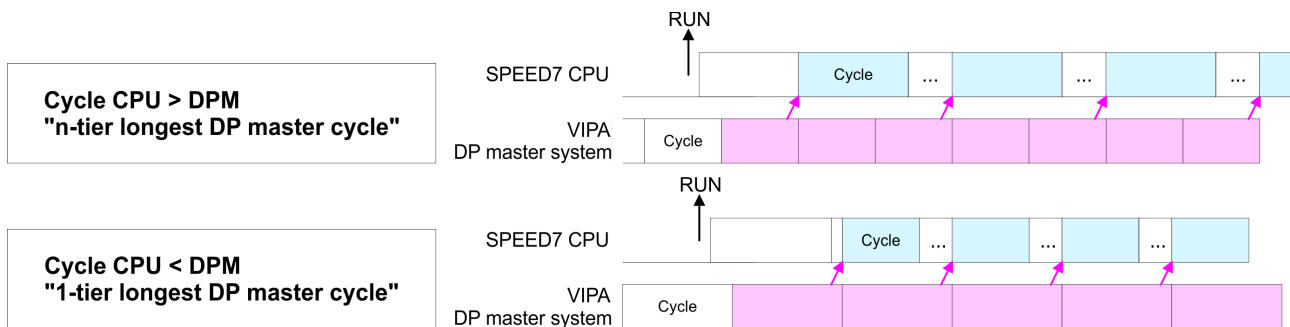 RUN
SPEED7 CPU
Cycle
...
...
...
Cycle CPU > DPM
"n-tier longest DP master cycle"
VIPA
DP master system
Cycle
RUN
SPEED7 CPU
Cycle
...
...
...
Cycle CPU < DPM
"1-tier longest DP master cycle"
VIPA
DP master system
Cycle